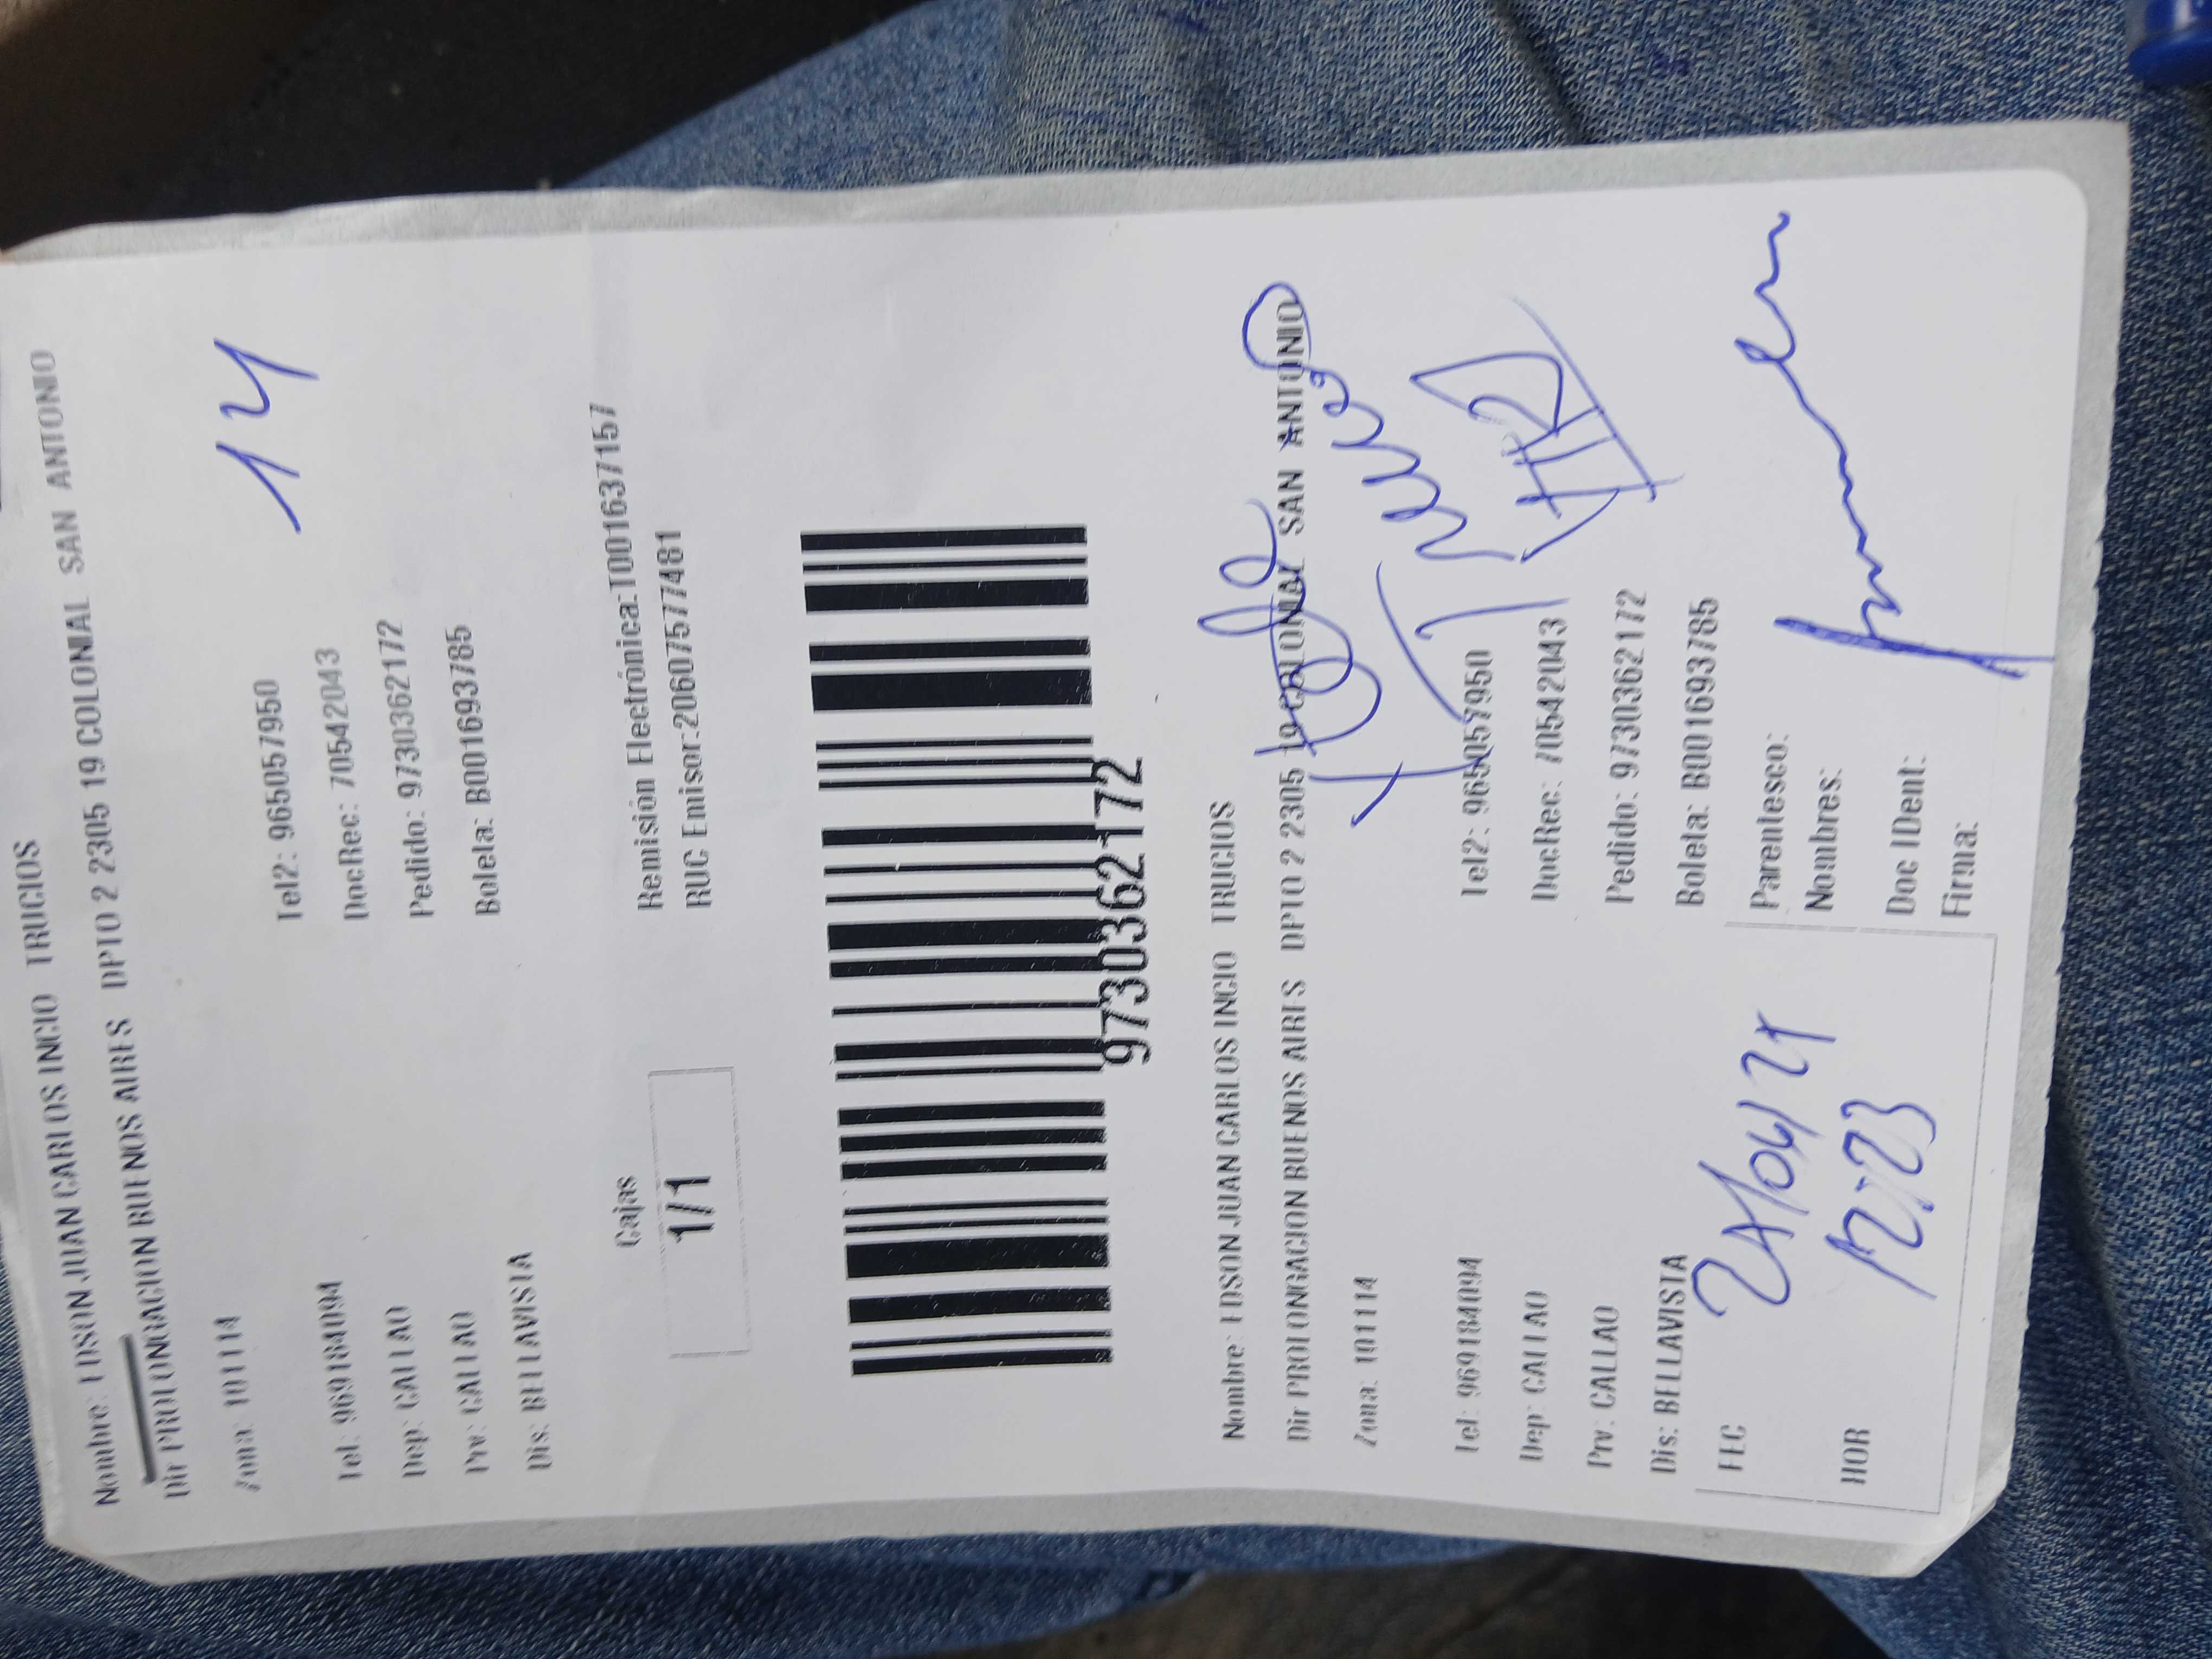 Nombre: EDSON JUAN CARLOS INCIO TRUCIOS
Dir PROLONGACION BUENOS AIRES DPTO 2 2305 19 COLONIAL SAN ANTONIO
Zona: 101114
14
Tel: 969184094 Tel2: 965057950
Dep: CALLAO DocRec: 70542043
Prv: CALLAO Pedido: 97303621 72
Dis: BELLAVISTA Boleta: B001693785
Cajas Remisión Electrónica:T001637157
1/1 RUC Emisor:20607577481
9730362172
Nombre: EDSON JUAN CARLOS INCIO TRUCIOS
Dir PROLONGACION BUENOS AIRES DPTO 2 2305 19 COLONIAL SAN ANTONIO
Zona: 101114
Tel: 969184094 Tel2: 965057950
Dep: CALLAO DocRec: 70542043
Prv: CALLAO Pedido: 9730362172
Dis: BELLAVISTA Boleta: B001693785
FEC Parentesco:
Nombres:
HOR 12:23 Doc IDent:
Firma: